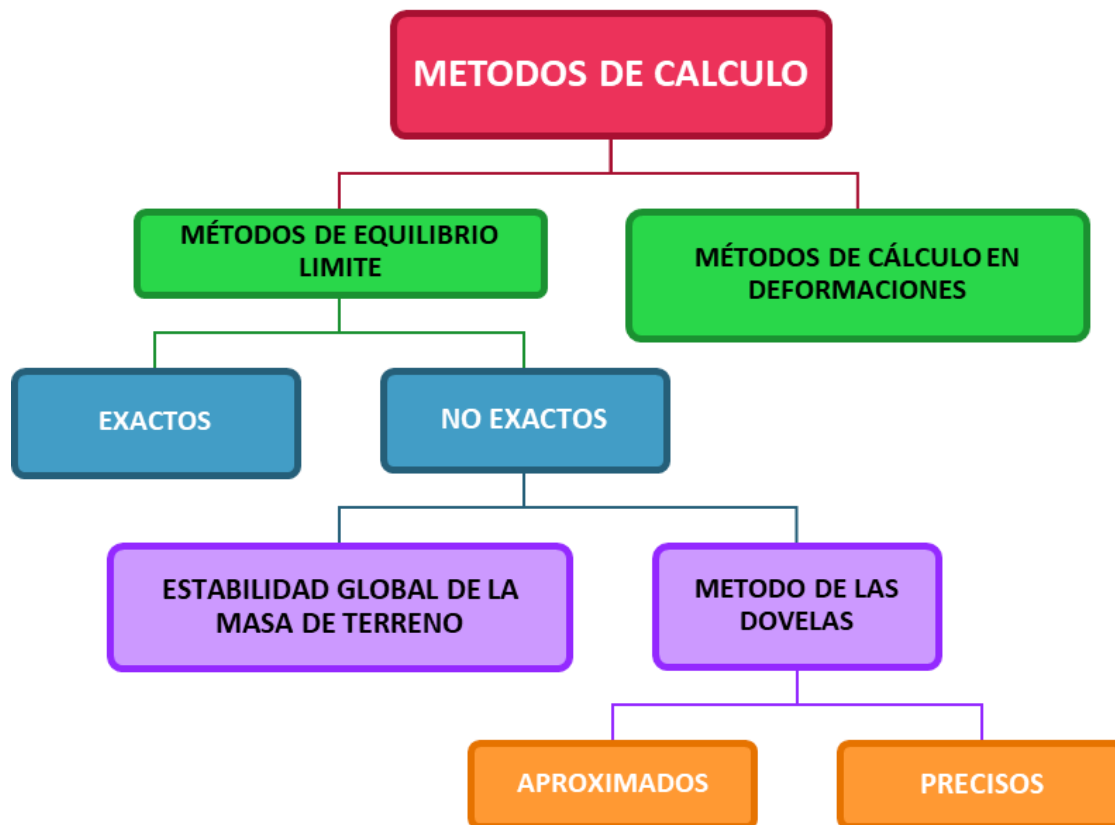 METODOS DE CALCULO
MÉTODOS DE EQUILIBRIO
LIMITE
MÉTODOS DE CÁLCULO EN
DEFORMACIONES
EXACTOS
NO EXACTOS
ESTABILIDAD GLOBAL DE LA
MASA DE TERRENO
METODO DE LAS
DOVELAS
APROXIMADOS
PRECISOS